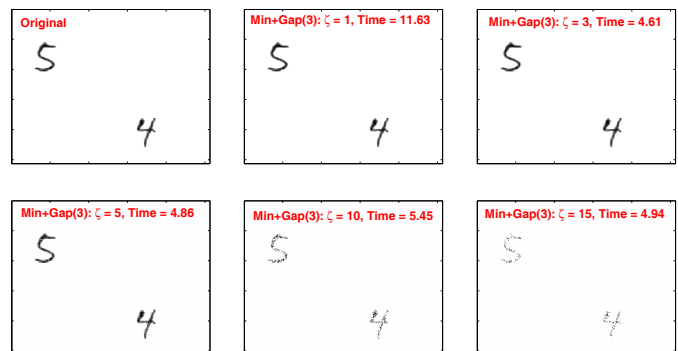 Original
5
4
Min+Gap(3): ζ = 1, Time = 11.63
5
4
Min+Gap(3): ζ = 3, Time = 4.61
5
4
Min+Gap(3): ζ = 5, Time = 4.86
5
4
Min+Gap(3): ζ = 10, Time = 5.45
5
4
Min+Gap(3): ζ = 15, Time = 4.94
5
4